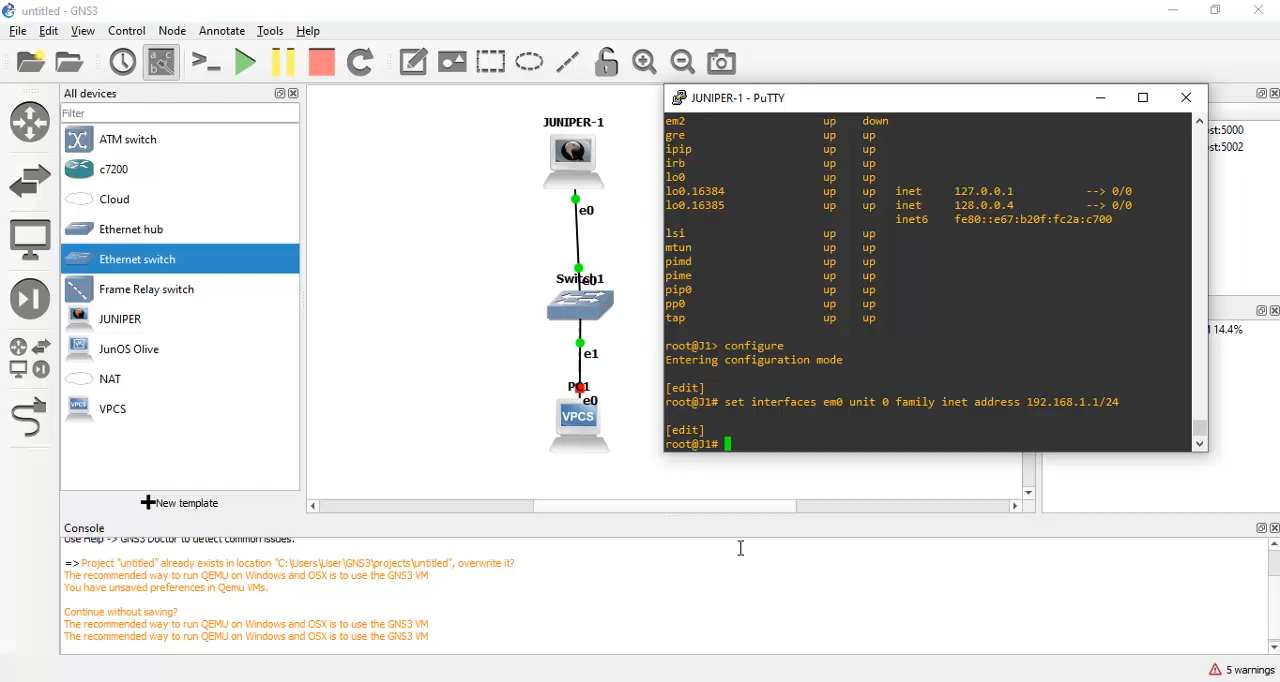 untitled - GNS3
File Edit View Control Node Annotate Tools Help
All devices
Filter
ATM switch
c7200
Cloud
Ethernet hub
Ethernet switch
Frame Relay switch
JUNIPER
JunOS Olive
NAT
VPCS
New template
JUNIPER-1
e0
Switch1
e0
e1
PC1
e0
VPCS
JUNIPER-1 - PuTTY
em2 up down
gre up up
ipip up up
irb up up
lo0 up up
lo0.16384 up up inet 127.0.0.1 --> 0/0
lo0.16385 up up inet 128.0.0.4 --> 0/0
inet6 fe80::e67:b20f:fc2a:c700
lsi up up
mtun up up
pimd up up
pime up up
pip0 up up
pp0 up up
tap up up
root@J1> configure
Entering configuration mode
[edit]
root@J1# set interfaces em0 unit 0 family inet address 192.168.1.1/24
[edit]
root@J1#
st:5000
st:5002
14.4%
Console
Use Help -> GNS3 Doctor to detect common issues.
=> Project "untitled" already exists in location "C:\Users\User\GNS3\projects\untitled", overwrite it?
The recommended way to run QEMU on Windows and OSX is to use the GNS3 VM
You have unsaved preferences in Qemu VMs.
Continue without saving?
The recommended way to run QEMU on Windows and OSX is to use the GNS3 VM
The recommended way to run QEMU on Windows and OSX is to use the GNS3 VM
5 warnings